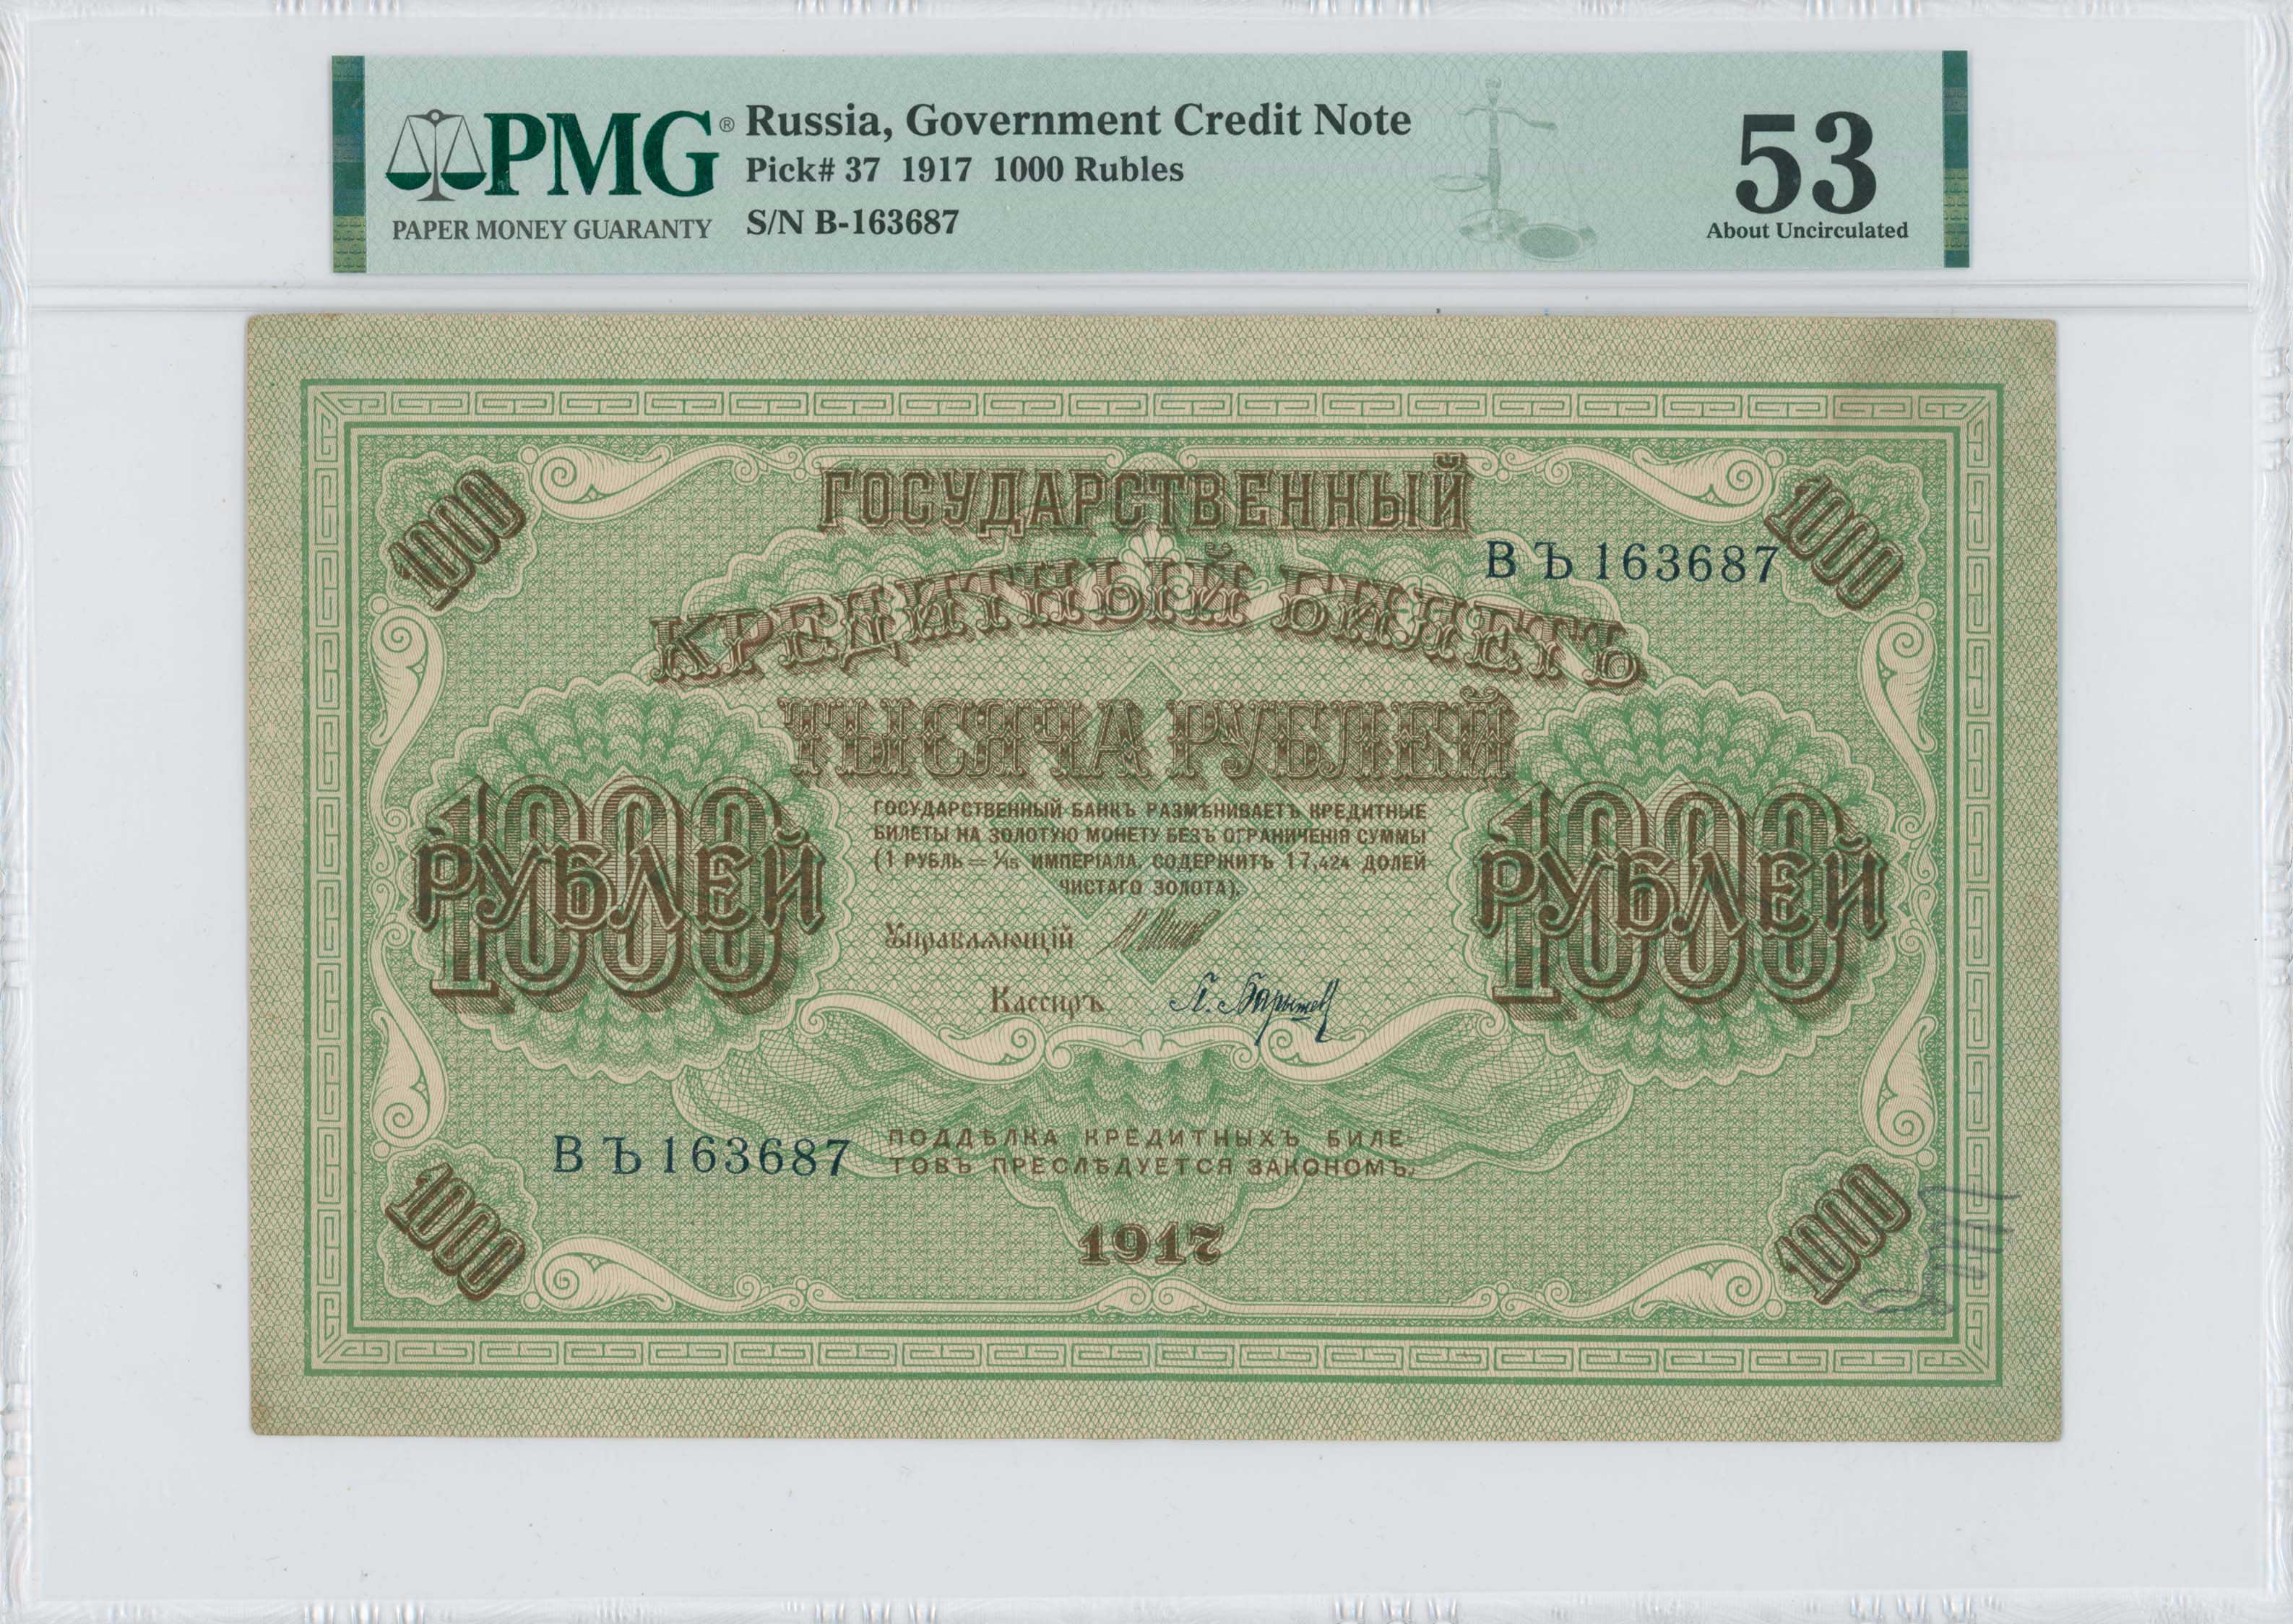 PMG®
PAPER MONEY GUARANTY
Russia, Government Credit Note
Pick# 37 1917 1000 Rubles
S/N B-163687
53
About Uncirculated
1000
ГОСУДАРСТВЕННЫЙ
1000
ВЪ 163687
КРЕДИТНЫЙ БИЛЕТЪ
ТЫСЯЧА РУБЛЕЙ
1000
РУБЛЕЙ
ГОСУДАРСТВЕННЫЙ БАНКЪ РАЗМѢНИВАЕТЪ КРЕДИТНЫЕ
БИЛЕТЫ НА ЗОЛОТУЮ МОНЕТУ БЕЗЪ ОГРАНИЧЕНІЯ СУММЫ
(1 РУБЛЬ = 1/15 ИМПЕРІАЛА, СОДЕРЖИТЪ 17,424 ДОЛЕЙ
ЧИСТАГО ЗОЛОТА).
1000
РУБЛЕЙ
Управляющій
Кассиръ
ВЪ 163687
ПОДДѢЛКА КРЕДИТНЫХЪ БИЛЕ
ТОВЪ ПРЕСЛѢДУЕТСЯ ЗАКОНОМЪ.
1000
1917
1000